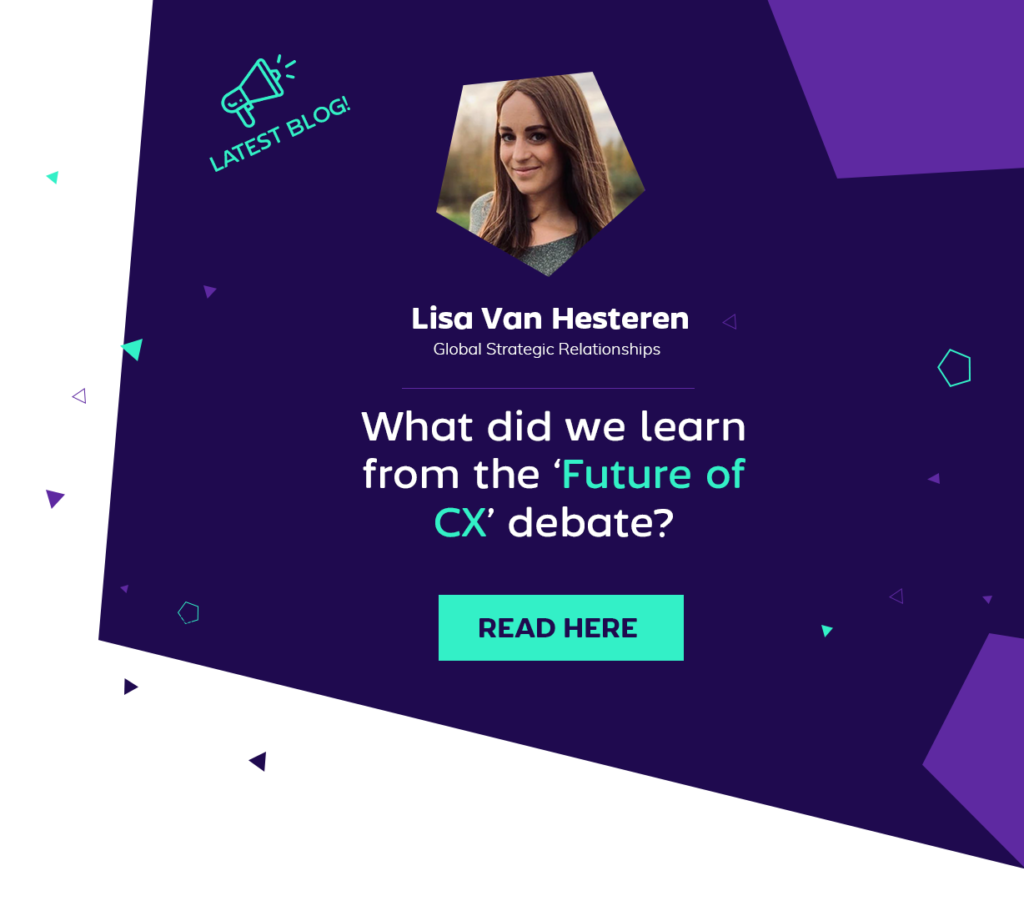 LATEST BLOG!
Lisa Van Hesteren
Global Strategic Relationships
What did we learn
from the ‘Future of
CX’ debate?
READ HERE